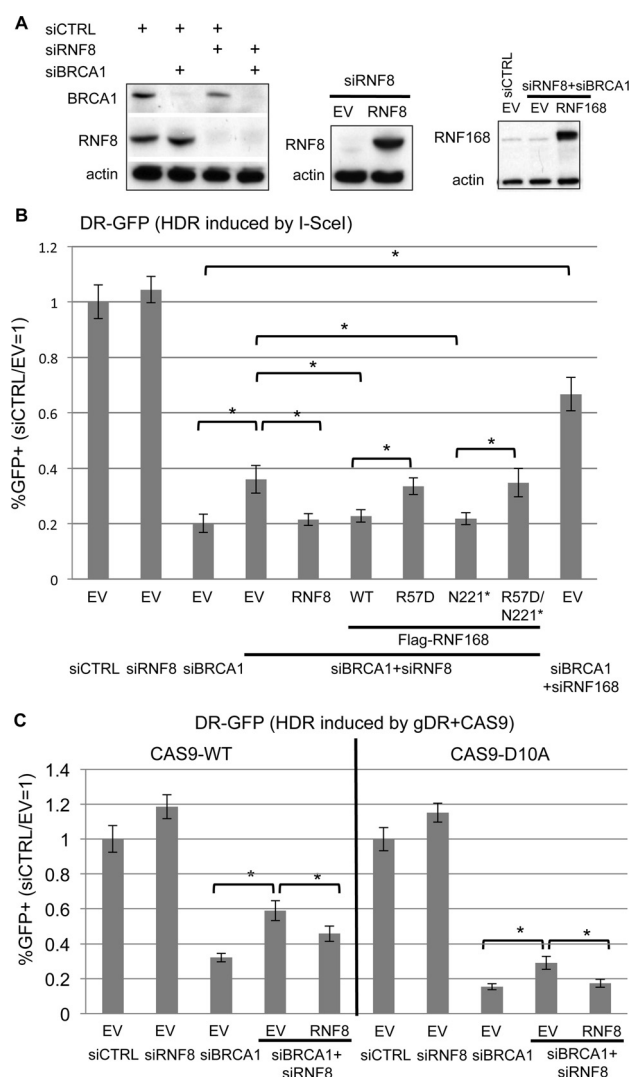 A
siCTRL + + +
siRNF8 + +
siBRCA1 + +
BRCA1
RNF8
actin
siRNF8
EV RNF8
RNF8
actin
siCTRL
siRNF8+siBRCA1
EV EV RNF168
RNF168
actin
B
DR-GFP (HDR induced by I-SceI)
%GFP+ (siCTRL/EV=1)
1.2
1
0.8
0.6
0.4
0.2
0
*
*
*
* *
*
*
EV EV EV EV RNF8 WT R57D N221* R57D/N221* EV
Flag-RNF168
siCTRL siRNF8 siBRCA1 siBRCA1+siRNF8 siBRCA1
+siRNF168
C
DR-GFP (HDR induced by gDR+CAS9)
CAS9-WT CAS9-D10A
%GFP+ (siCTRL/EV=1)
1.4
1.2
1
0.8
0.6
0.4
0.2
0
* *
* *
EV EV EV EV RNF8 EV EV EV EV RNF8
siCTRL siRNF8 siBRCA1 siBRCA1+ siCTRL siRNF8 siBRCA1 siBRCA1+
siRNF8 siRNF8